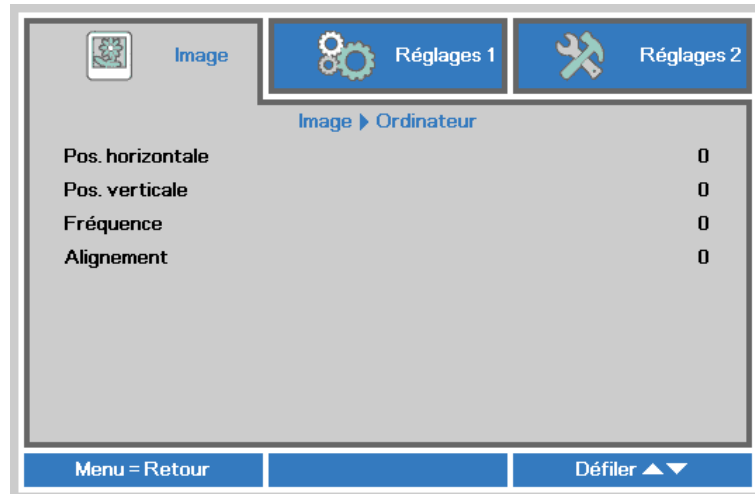 Image Réglages 1 Réglages 2
Image ▶ Ordinateur
Pos. horizontale 0
Pos. verticale 0
Fréquence 0
Alignement 0
Menu = Retour Défiler ▲▼